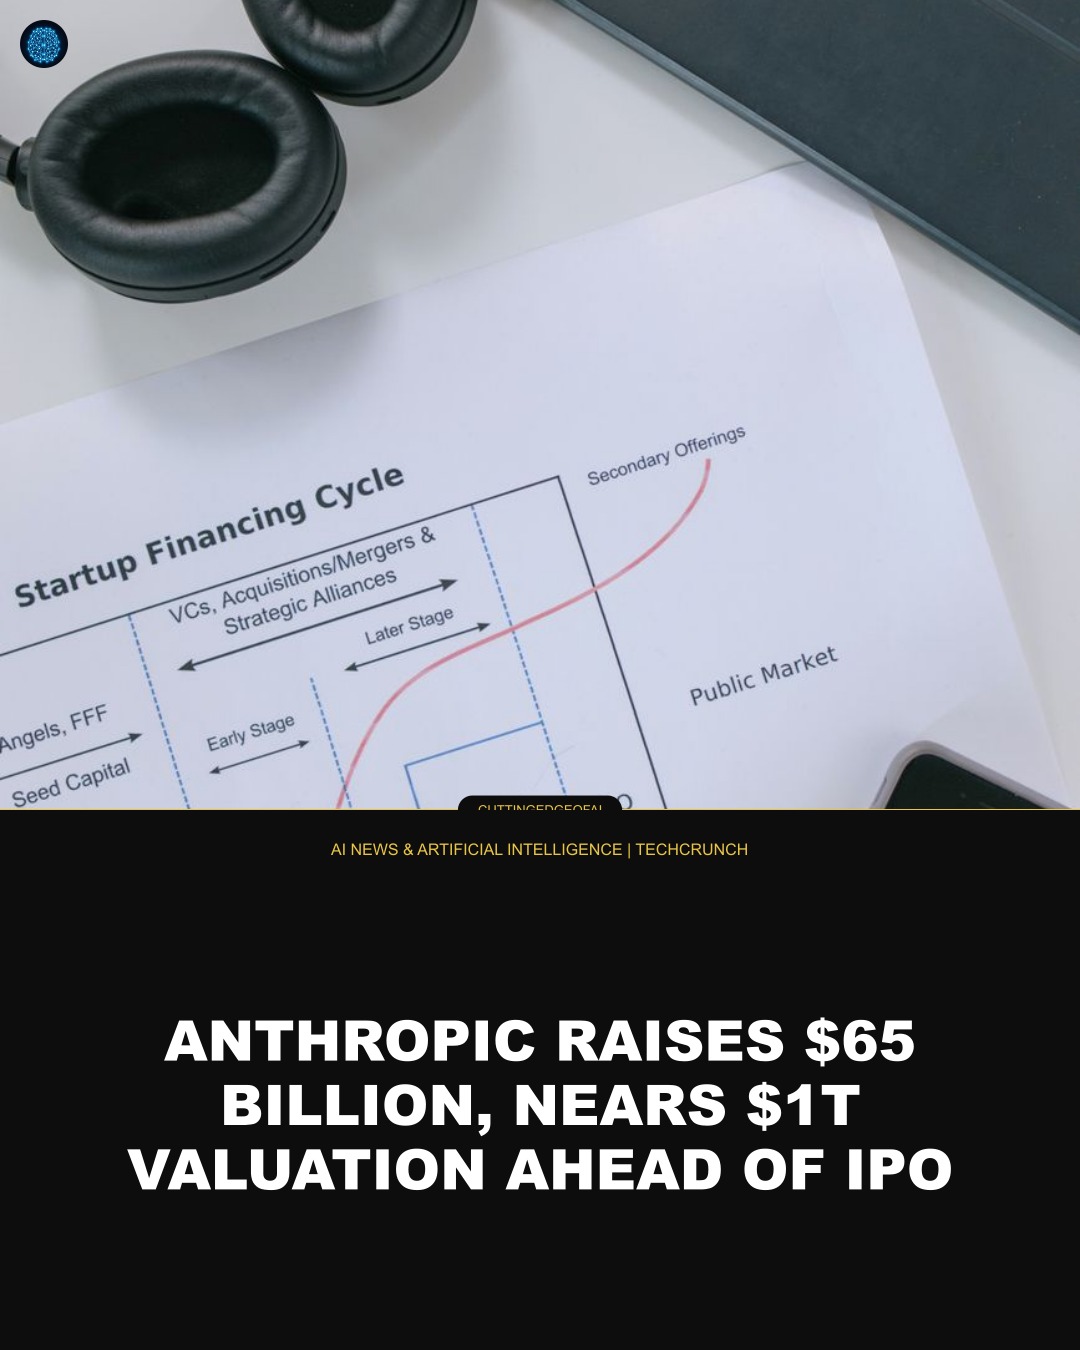 Startup Financing Cycle
Secondary Offerings
VCs, Acquisitions/Mergers &
Strategic Alliances
Later Stage
Early Stage
Angels, FFF
Seed Capital
Public Market
CUTTINGEDGEOFAI
AI NEWS & ARTIFICIAL INTELLIGENCE | TECHCRUNCH
ANTHROPIC RAISES $65
BILLION, NEARS $1T
VALUATION AHEAD OF IPO